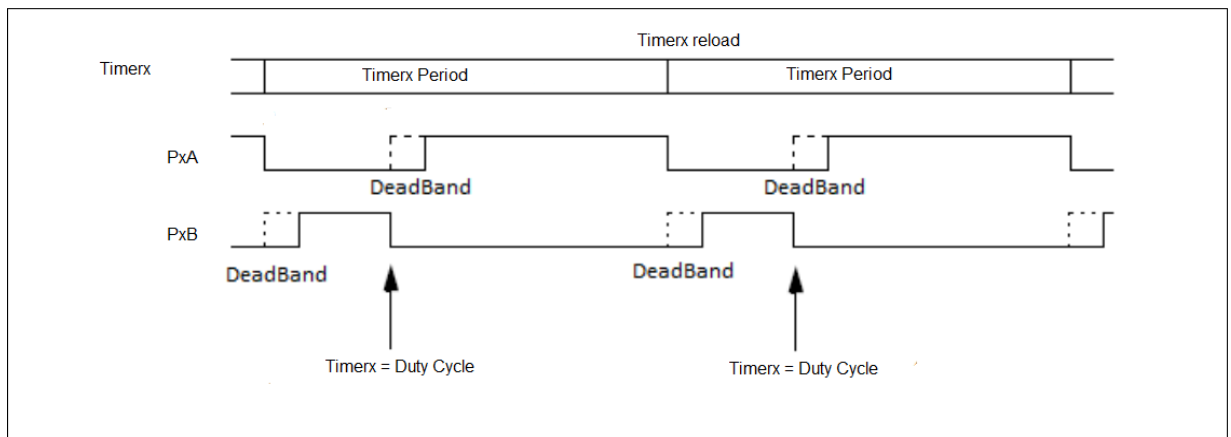 Timerx reload
Timerx
Timerx Period
Timerx Period
PxA
DeadBand
DeadBand
PxB
DeadBand
DeadBand
Timerx = Duty Cycle
Timerx = Duty Cycle